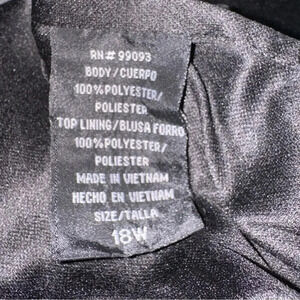 RN# 99093
BODY/CUERPO
100%POLYESTER/
POLIESTER
TOP LINING/BLUSA FORRO
100%POLYESTER/
POLIESTER
MADE IN VIETNAM
HECHO EN VIETNAM
SIZE/TALLA
18W